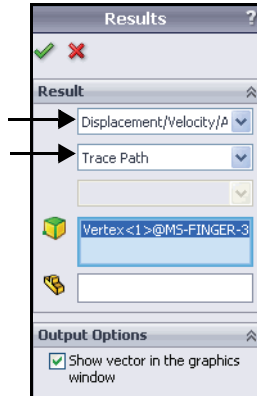 Results ?
Result
Displacement/Velocity/A
Trace Path
Vertex<1>@MS-FINGER-3
Output Options
Show vector in the graphics
window